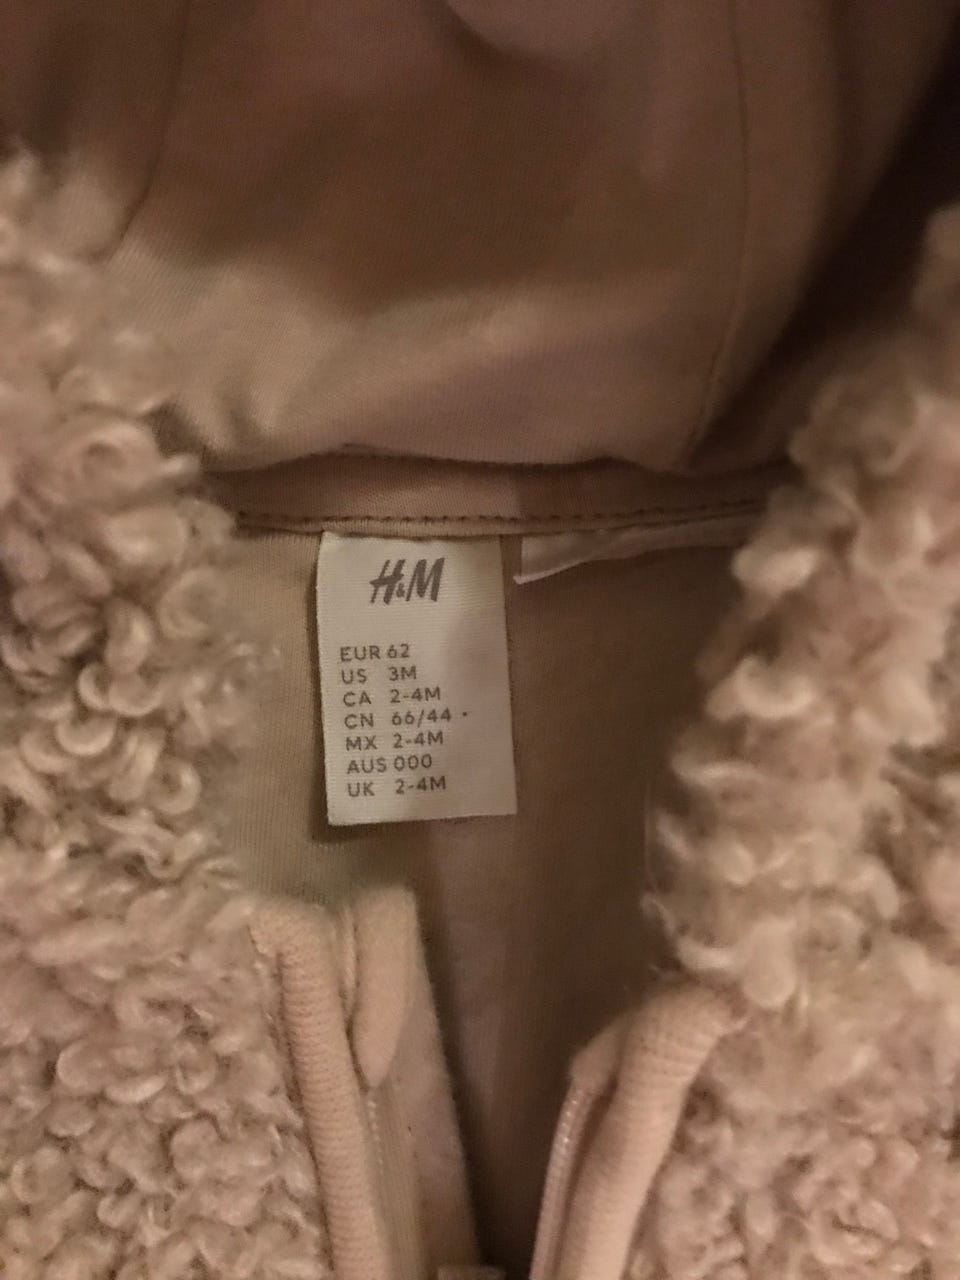 H&M
EUR 62
US 3M
CA 2-4M
CN 66/44
MX 2-4M
AUS 000
UK 2-4M